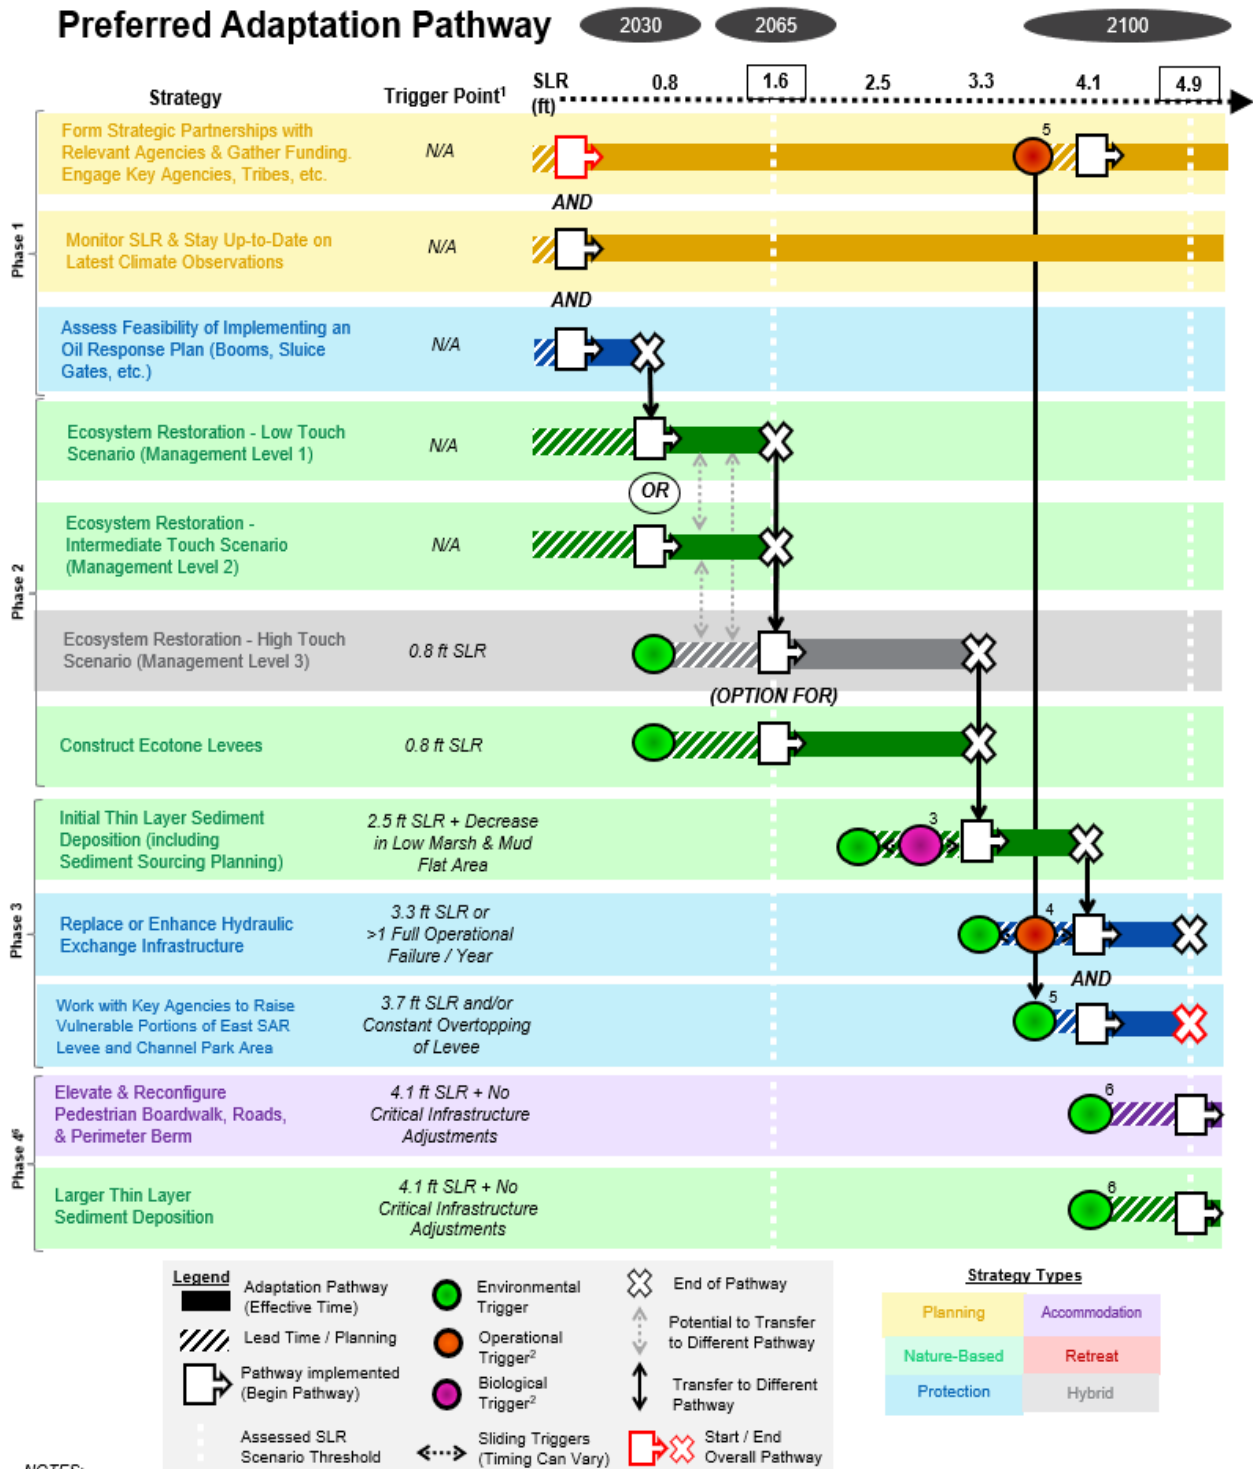 Preferred Adaptation Pathway
2030
2065
2100
Strategy
Trigger Point1
SLR
(ft)
0.8
1.6
2.5
3.3
4.1
4.9
Phase 1
Form Strategic Partnerships with
Relevant Agencies & Gather Funding.
Engage Key Agencies, Tribes, etc.
N/A
5
AND
Monitor SLR & Stay Up-to-Date on
Latest Climate Observations
N/A
AND
Assess Feasibility of Implementing an
Oil Response Plan (Booms, Sluice
Gates, etc.)
N/A
Phase 2
Ecosystem Restoration - Low Touch
Scenario (Management Level 1)
N/A
OR
Ecosystem Restoration -
Intermediate Touch Scenario
(Management Level 2)
N/A
Ecosystem Restoration - High Touch
Scenario (Management Level 3)
0.8 ft SLR
(OPTION FOR)
Construct Ecotone Levees
0.8 ft SLR
Phase 3
Initial Thin Layer Sediment
Deposition (including
Sediment Sourcing Planning)
2.5 ft SLR + Decrease
in Low Marsh & Mud
Flat Area
3
Replace or Enhance Hydraulic
Exchange Infrastructure
3.3 ft SLR or
>1 Full Operational
Failure / Year
4
AND
Work with Key Agencies to Raise
Vulnerable Portions of East SAR
Levee and Channel Park Area
3.7 ft SLR and/or
Constant Overtopping
of Levee
5
Phase 46
Elevate & Reconfigure
Pedestrian Boardwalk, Roads,
& Perimeter Berm
4.1 ft SLR + No
Critical Infrastructure
Adjustments
6
Larger Thin Layer
Sediment Deposition
4.1 ft SLR + No
Critical Infrastructure
Adjustments
6
Legend
Adaptation Pathway
(Effective Time)
Lead Time / Planning
Pathway implemented
(Begin Pathway)
Assessed SLR
Scenario Threshold
Environmental
Trigger
Operational
Trigger2
Biological
Trigger2
Sliding Triggers
(Timing Can Vary)
End of Pathway
Potential to Transfer
to Different Pathway
Transfer to Different
Pathway
Start / End
Overall Pathway
Strategy Types
Planning
Accommodation
Nature-Based
Retreat
Protection
Hybrid
NOTES: